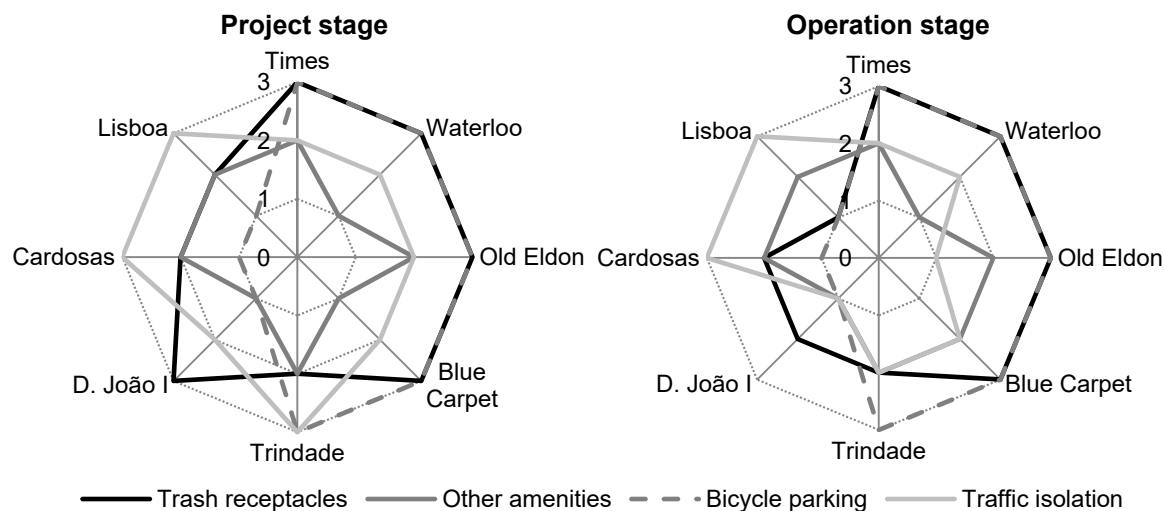 Project stage
Operation stage
Times
Times
3
3
Lisboa
Waterloo
Lisboa
Waterloo
2
2
1
1
Cardosas
0
Old Eldon
Cardosas
0
Old Eldon
D. João I
Blue
Carpet
D. João I
Blue Carpet
Trindade
Trindade
Trash receptacles
Other amenities
Bicycle parking
Traffic isolation